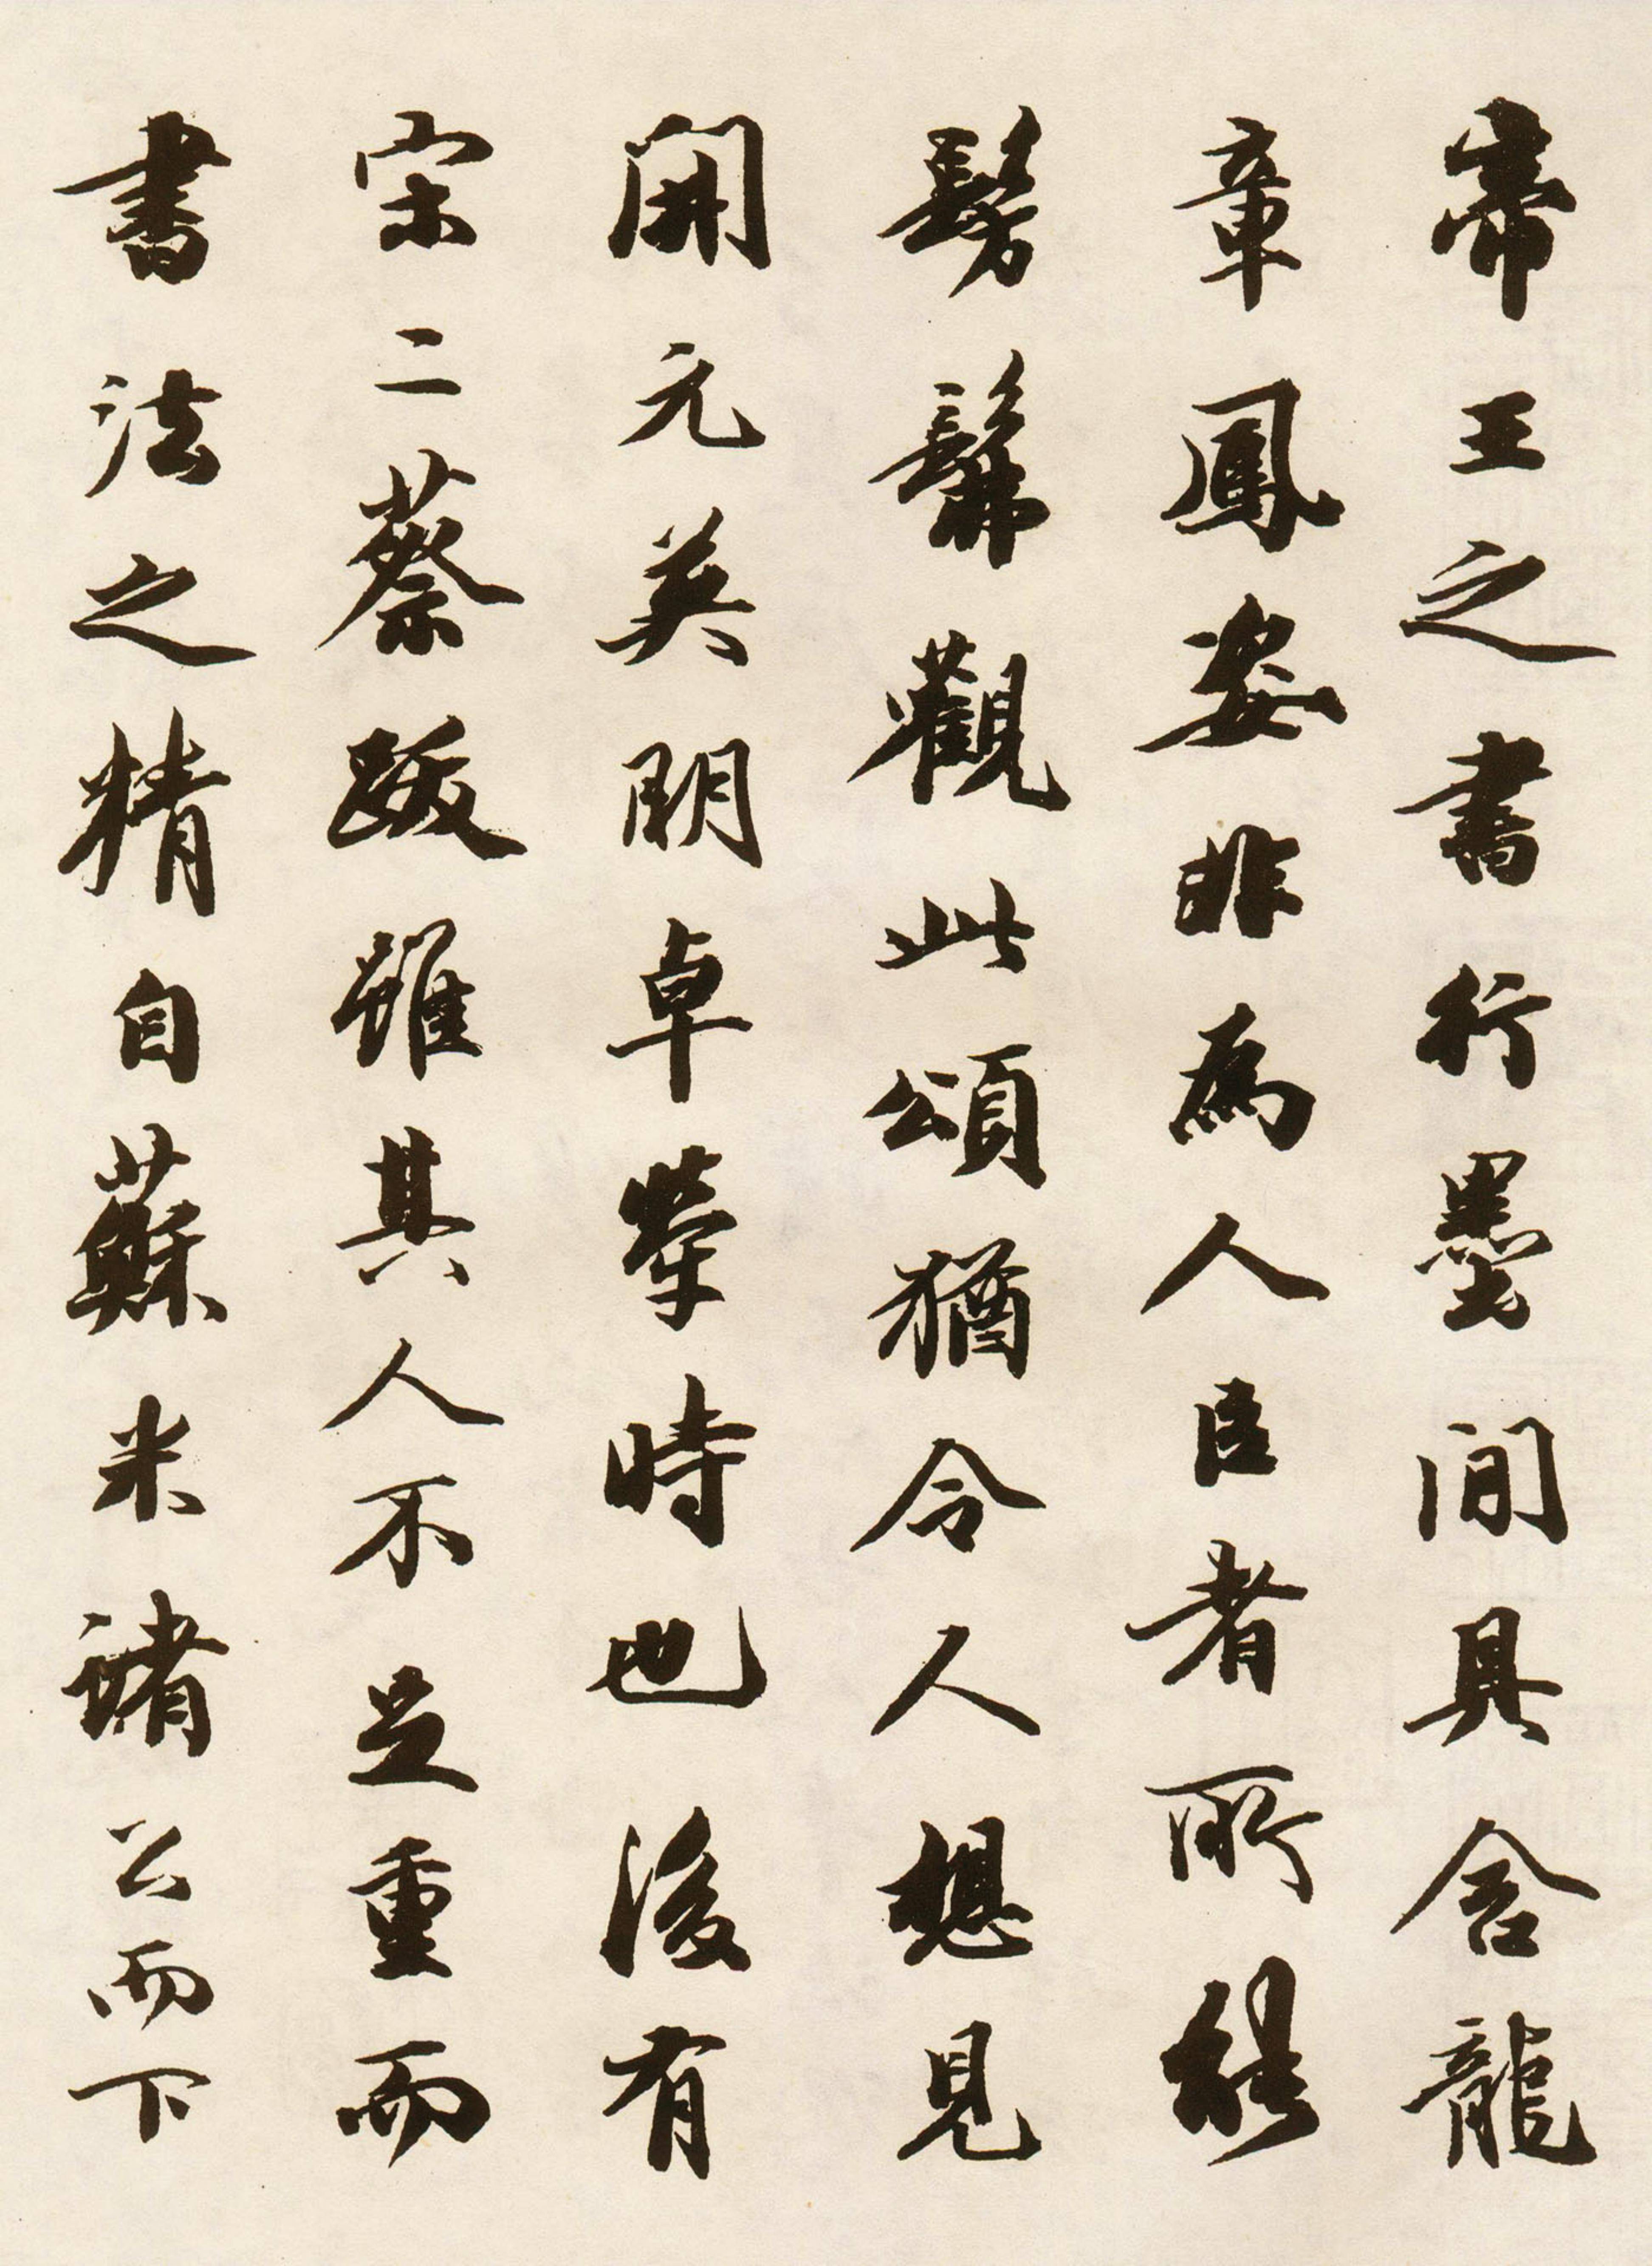 帝王之書行墨間具含龍
章鳳姿非為人臣者所能
髣髴觀此頌猶令人想見
開元英明卓犖時也後有
宋二蔡跋雖其人不足重而
書法之精自蘇米諸公而下